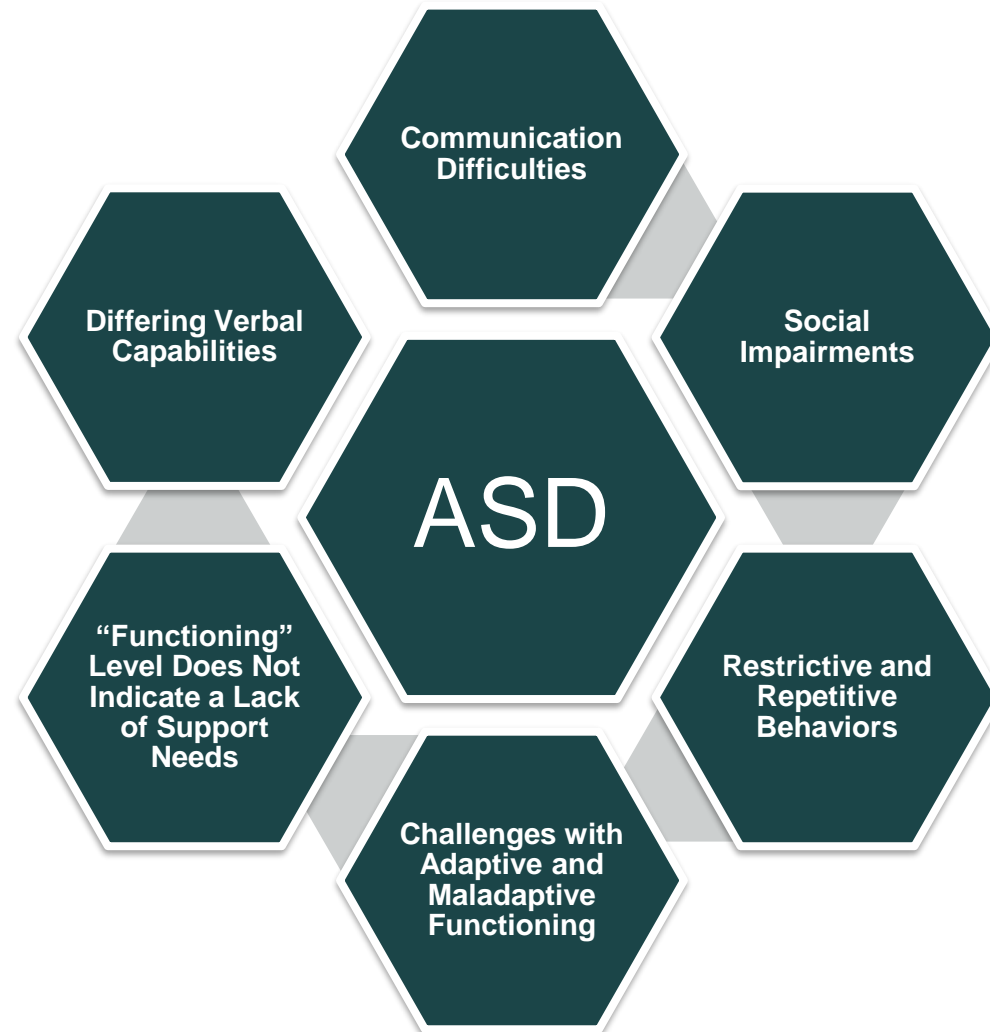 Communication
Difficulties
Social
Impairments
Restrictive and
Repetitive
Behaviors
Challenges with
Adaptive and
Maladaptive
Functioning
“Functioning”
Level Does Not
Indicate a Lack
of Support
Needs
Differing Verbal
Capabilities
ASD